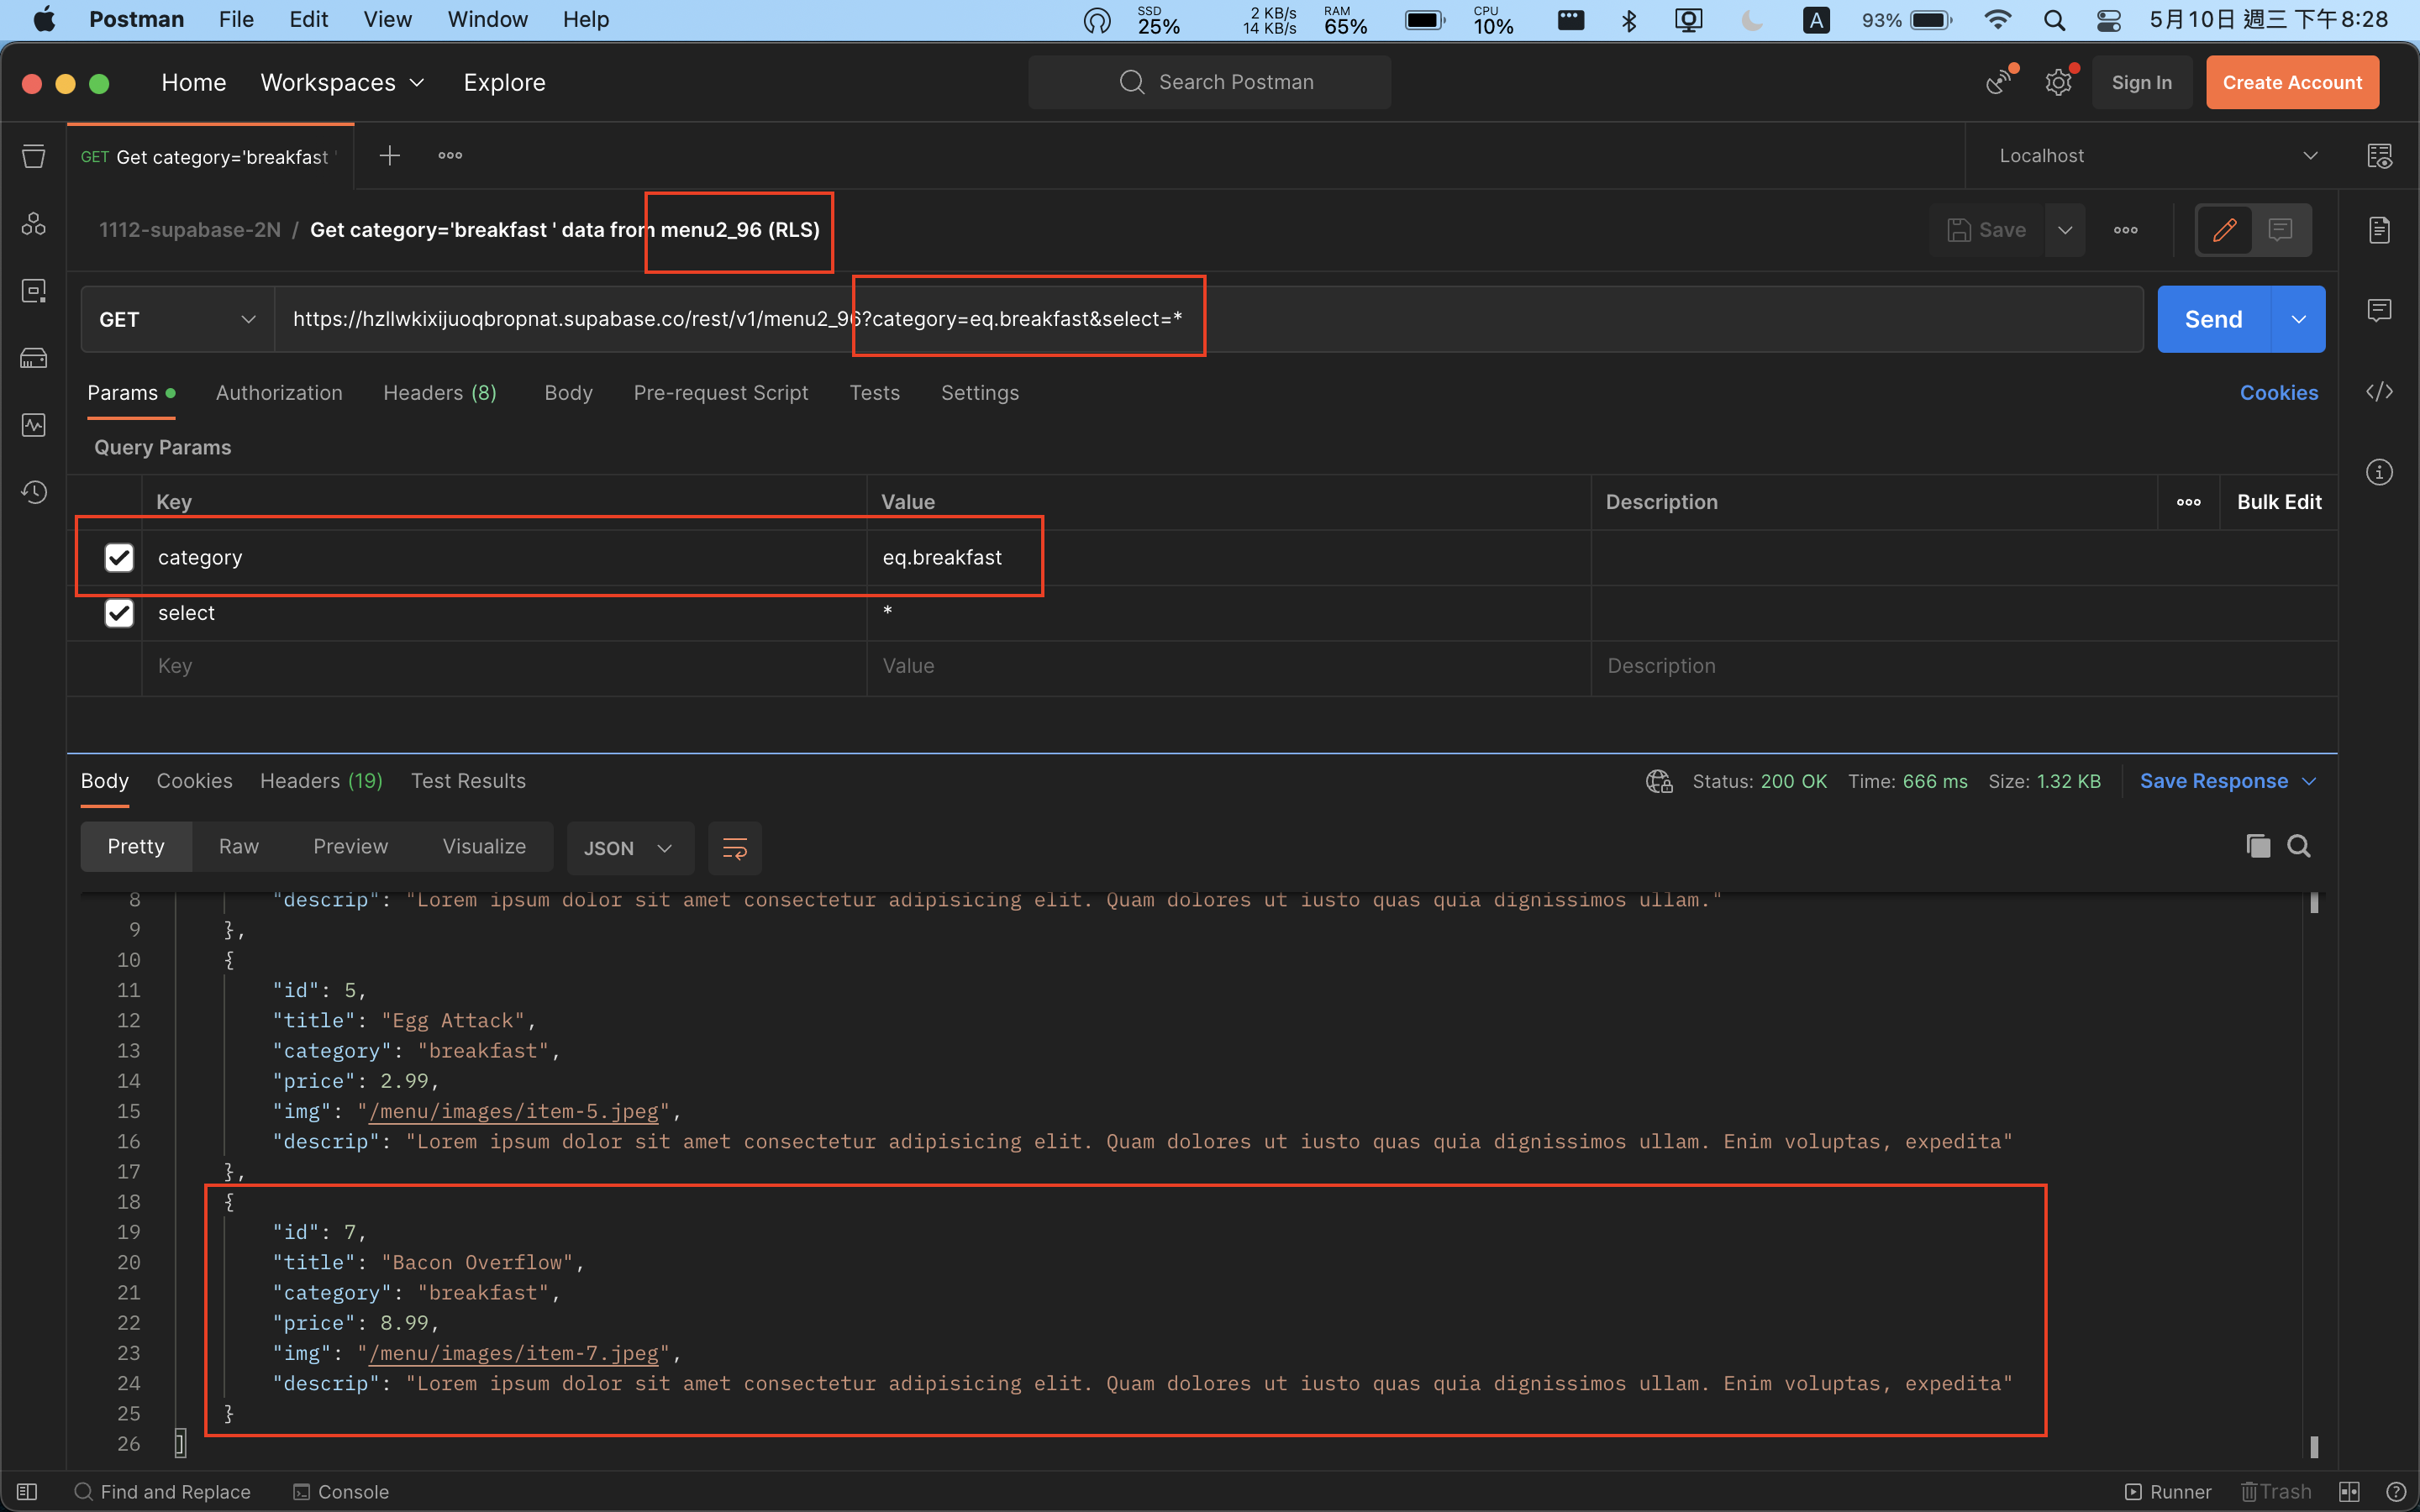 Postman File Edit View Window Help SSD 25% 2 KB/s 14 KB/s RAM 65% CPU 10% A 93% 5月10日 週三 下午8:28
Home Workspaces Explore Search Postman Sign In Create Account
GET Get category='breakfast ' Localhost
1112-supabase-2N / Get category='breakfast ' data from menu2_96 (RLS) Save
GET https://hzllwkixijuoqbropnat.supabase.co/rest/v1/menu2_96?category=eq.breakfast&select=* Send
Params Authorization Headers (8) Body Pre-request Script Tests Settings Cookies
Query Params
Key Value Description Bulk Edit
category eq.breakfast
select *
Key Value Description
Body Cookies Headers (19) Test Results Status: 200 OK Time: 666 ms Size: 1.32 KB Save Response
Pretty Raw Preview Visualize JSON
8 "descrip": "Lorem ipsum dolor sit amet consectetur adipisicing elit. Quam dolores ut iusto quas quia dignissimos ullam."
9 },
10 {
11 "id": 5,
12 "title": "Egg Attack",
13 "category": "breakfast",
14 "price": 2.99,
15 "img": "/menu/images/item-5.jpeg",
16 "descrip": "Lorem ipsum dolor sit amet consectetur adipisicing elit. Quam dolores ut iusto quas quia dignissimos ullam. Enim voluptas, expedita"
17 },
18 {
19 "id": 7,
20 "title": "Bacon Overflow",
21 "category": "breakfast",
22 "price": 8.99,
23 "img": "/menu/images/item-7.jpeg",
24 "descrip": "Lorem ipsum dolor sit amet consectetur adipisicing elit. Quam dolores ut iusto quas quia dignissimos ullam. Enim voluptas, expedita"
25 }
26 ]
Find and Replace Console Runner Trash